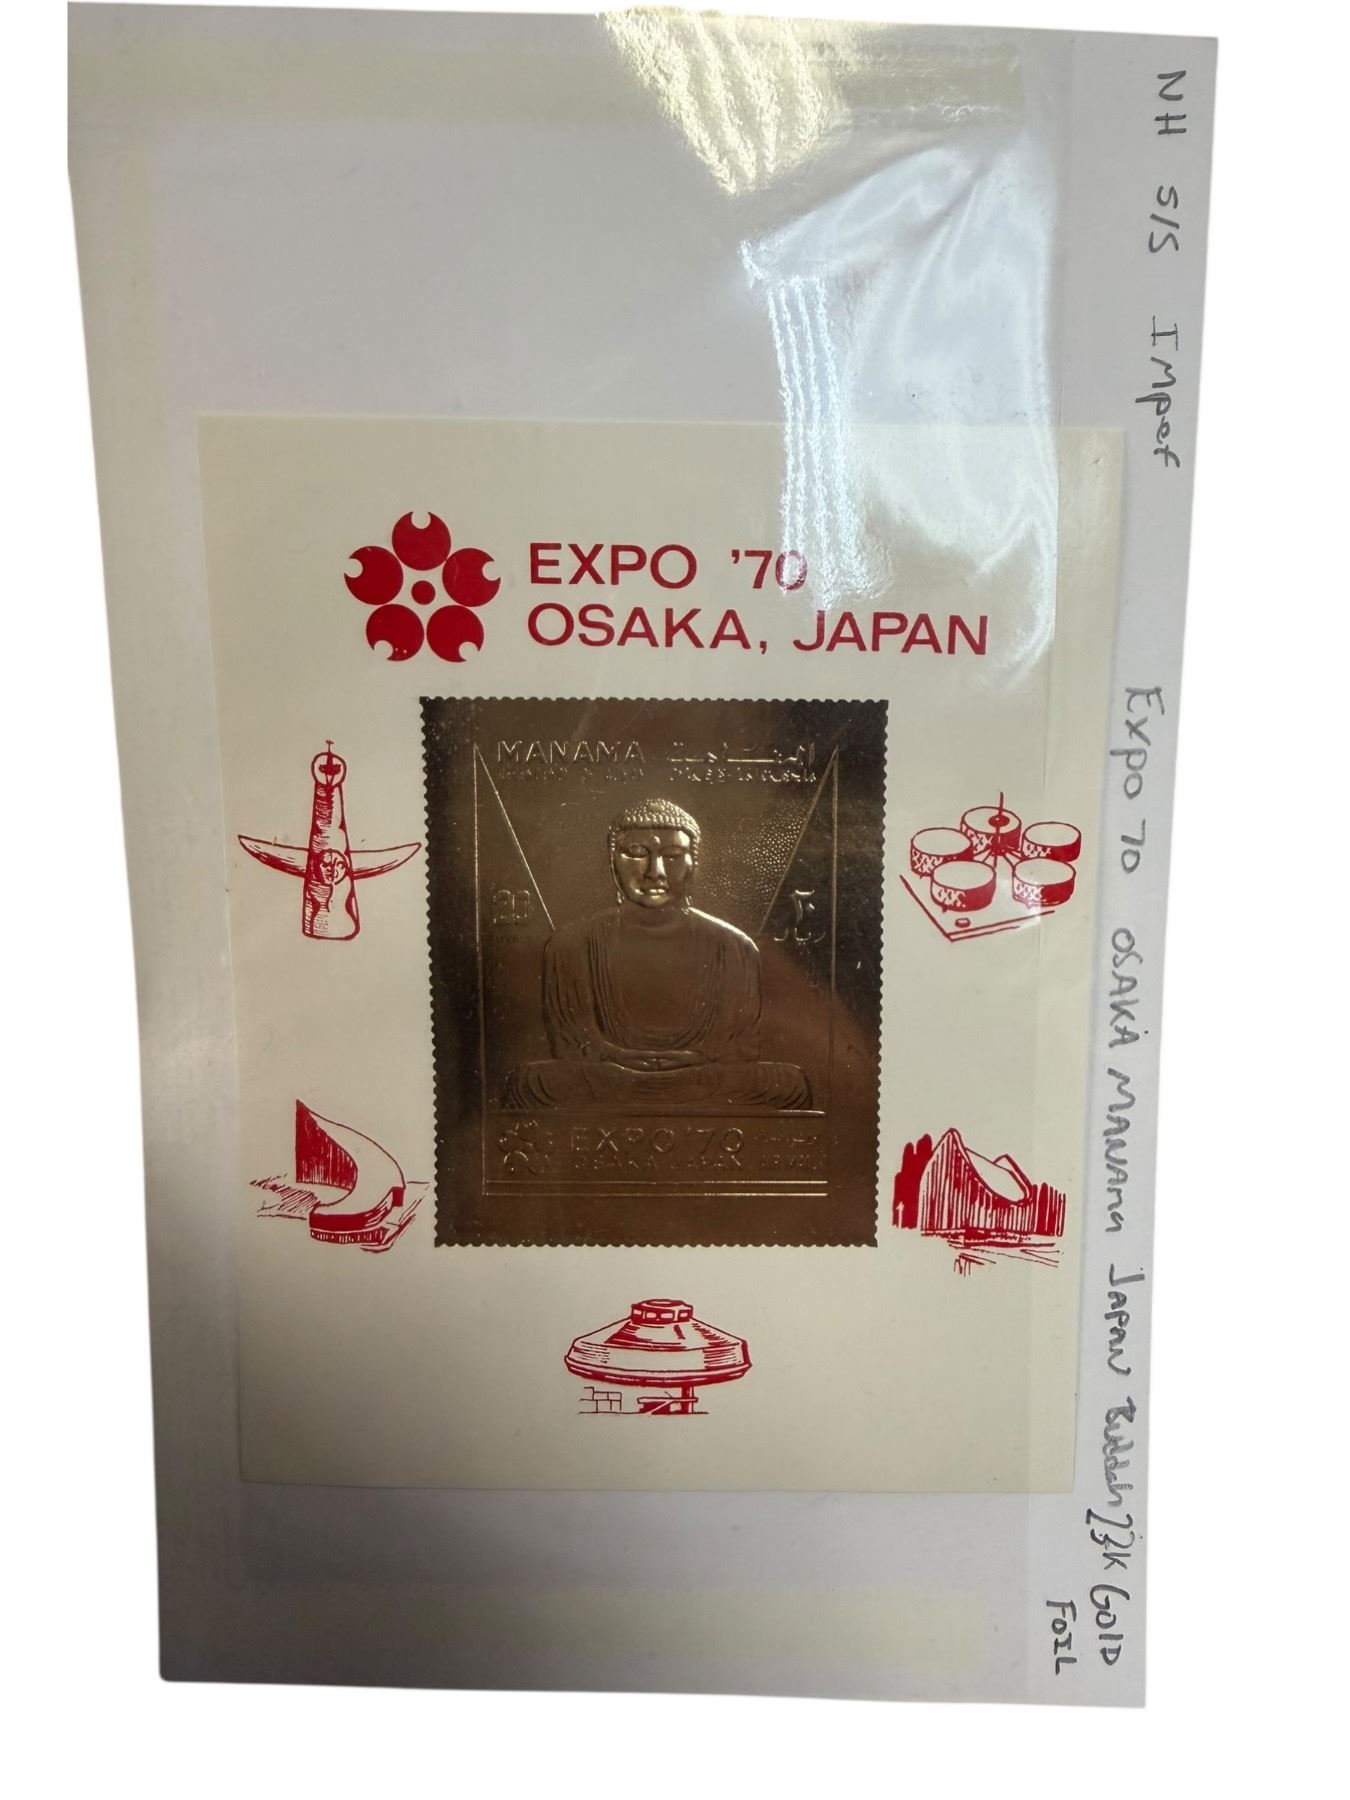 EXPO '70
OSAKA, JAPAN
MANAMA
20
EXPO '70
OSAKA JAPAN
NH S/S Impef
Expo 70 OSAKA MANAMA JAPAN Buddah 23K GOLD
FOIL